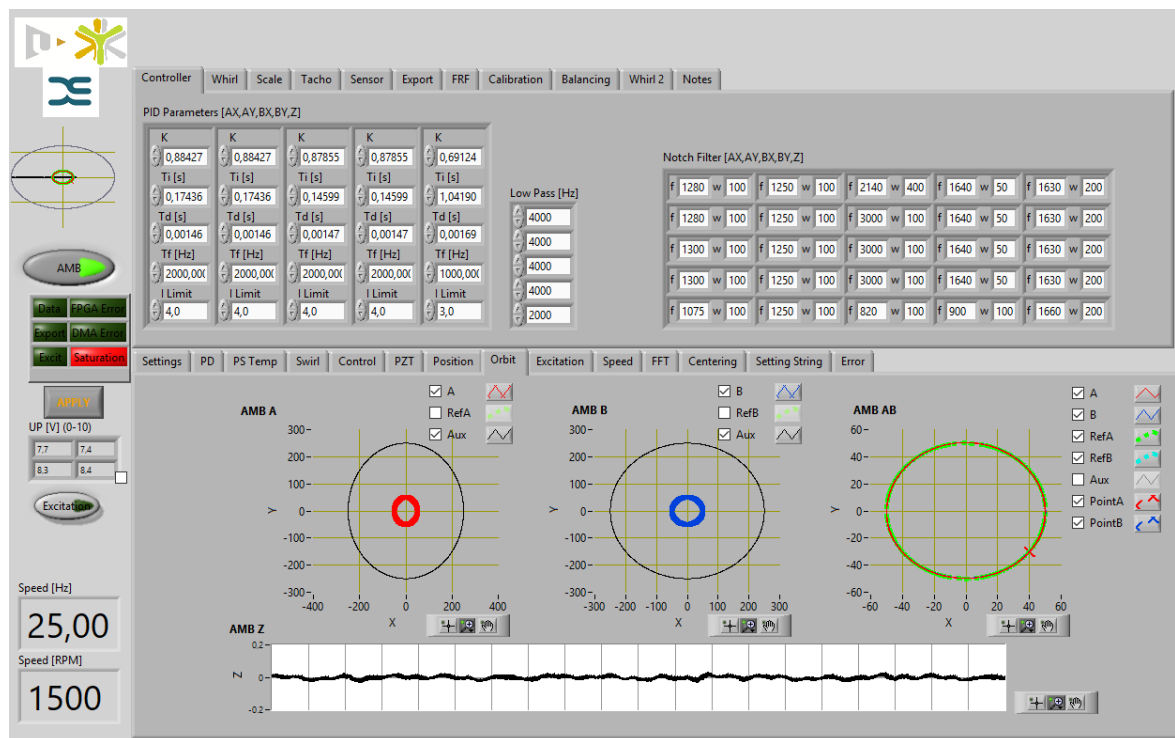 Controller Whirl Scale Tacho Sensor Export FRF Calibration Balancing Whirl 2 Notes
PID Parameters [AX,AY,BX,BY,Z]
K K K K K
0,88427 0,88427 0,87855 0,87855 0,69124
Ti [s] Ti [s] Ti [s] Ti [s] Ti [s]
0,17436 0,17436 0,14599 0,14599 1,04190
Td [s] Td [s] Td [s] Td [s] Td [s]
0,00146 0,00146 0,00147 0,00147 0,00169
Tf [Hz] Tf [Hz] Tf [Hz] Tf [Hz] Tf [Hz]
2000,00( 2000,00( 2000,00( 2000,00( 1000,00(
I Limit I Limit I Limit I Limit I Limit
4,0 4,0 4,0 4,0 3,0
Low Pass [Hz]
4000
4000
4000
4000
2000
Notch Filter [AX,AY,BX,BY,Z]
f 1280 w 100 f 1250 w 100 f 2140 w 400 f 1640 w 50 f 1630 w 200
f 1280 w 100 f 1250 w 100 f 3000 w 100 f 1640 w 50 f 1630 w 200
f 1300 w 100 f 1250 w 100 f 3000 w 100 f 1640 w 50 f 1630 w 200
f 1300 w 100 f 1250 w 100 f 3000 w 100 f 1640 w 50 f 1630 w 200
f 1075 w 100 f 1250 w 100 f 820 w 100 f 900 w 100 f 1660 w 200
AMB
Data FPGA Error
Export DMA Error
Excit Saturation
APPLY
UP [V] (0-10)
7,7 7,4
8,3 8,4
Excitation
Speed [Hz]
25,00
Speed [RPM]
1500
Settings PD PS Temp Swirl Control PZT Position Orbit Excitation Speed FFT Centering Setting String Error
AMB A
A
RefA
Aux
300
200
100
0
-100
-200
-300
Y
-400 -200 0 200 400
X
AMB B
B
RefB
Aux
300
200
100
0
-100
-200
-300
Y
-300 -200 -100 0 100 200 300
X
AMB AB
A
B
RefA
RefB
Aux
PointA
PointB
60
40
20
0
-20
-40
-60
Y
-60 -40 -20 0 20 40 60
X
AMB Z
0.2
0
-0.2
Z